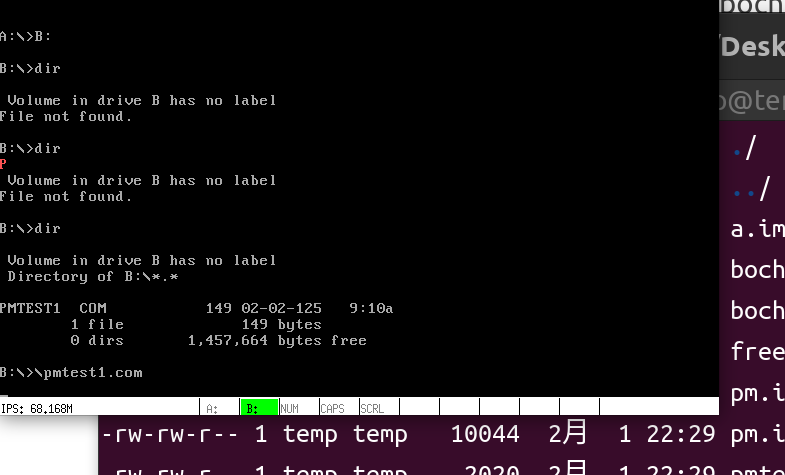 A:\>B:
B:\>dir
Volume in drive B has no label
File not found.
B:\>dir
P
Volume in drive B has no label
File not found.
B:\>dir
Volume in drive B has no label
Directory of B:\*.*
PMTEST1  COM            149 02-02-125   9:10a
1 file              149 bytes
0 dirs        1,457,664 bytes free
B:\>\pmtest1.com
IPS: 68.168M A: B: NUM CAPS SCRL
boch
/Desk
p@tem
./
../
a.im
boch
boch
free
pm.i
-rw-rw-r-- 1 temp temp   10044  2月   1 22:29 pm.i
-rw-rw-r-- 1 temp temp    2020  2月   1 22:29 pmte